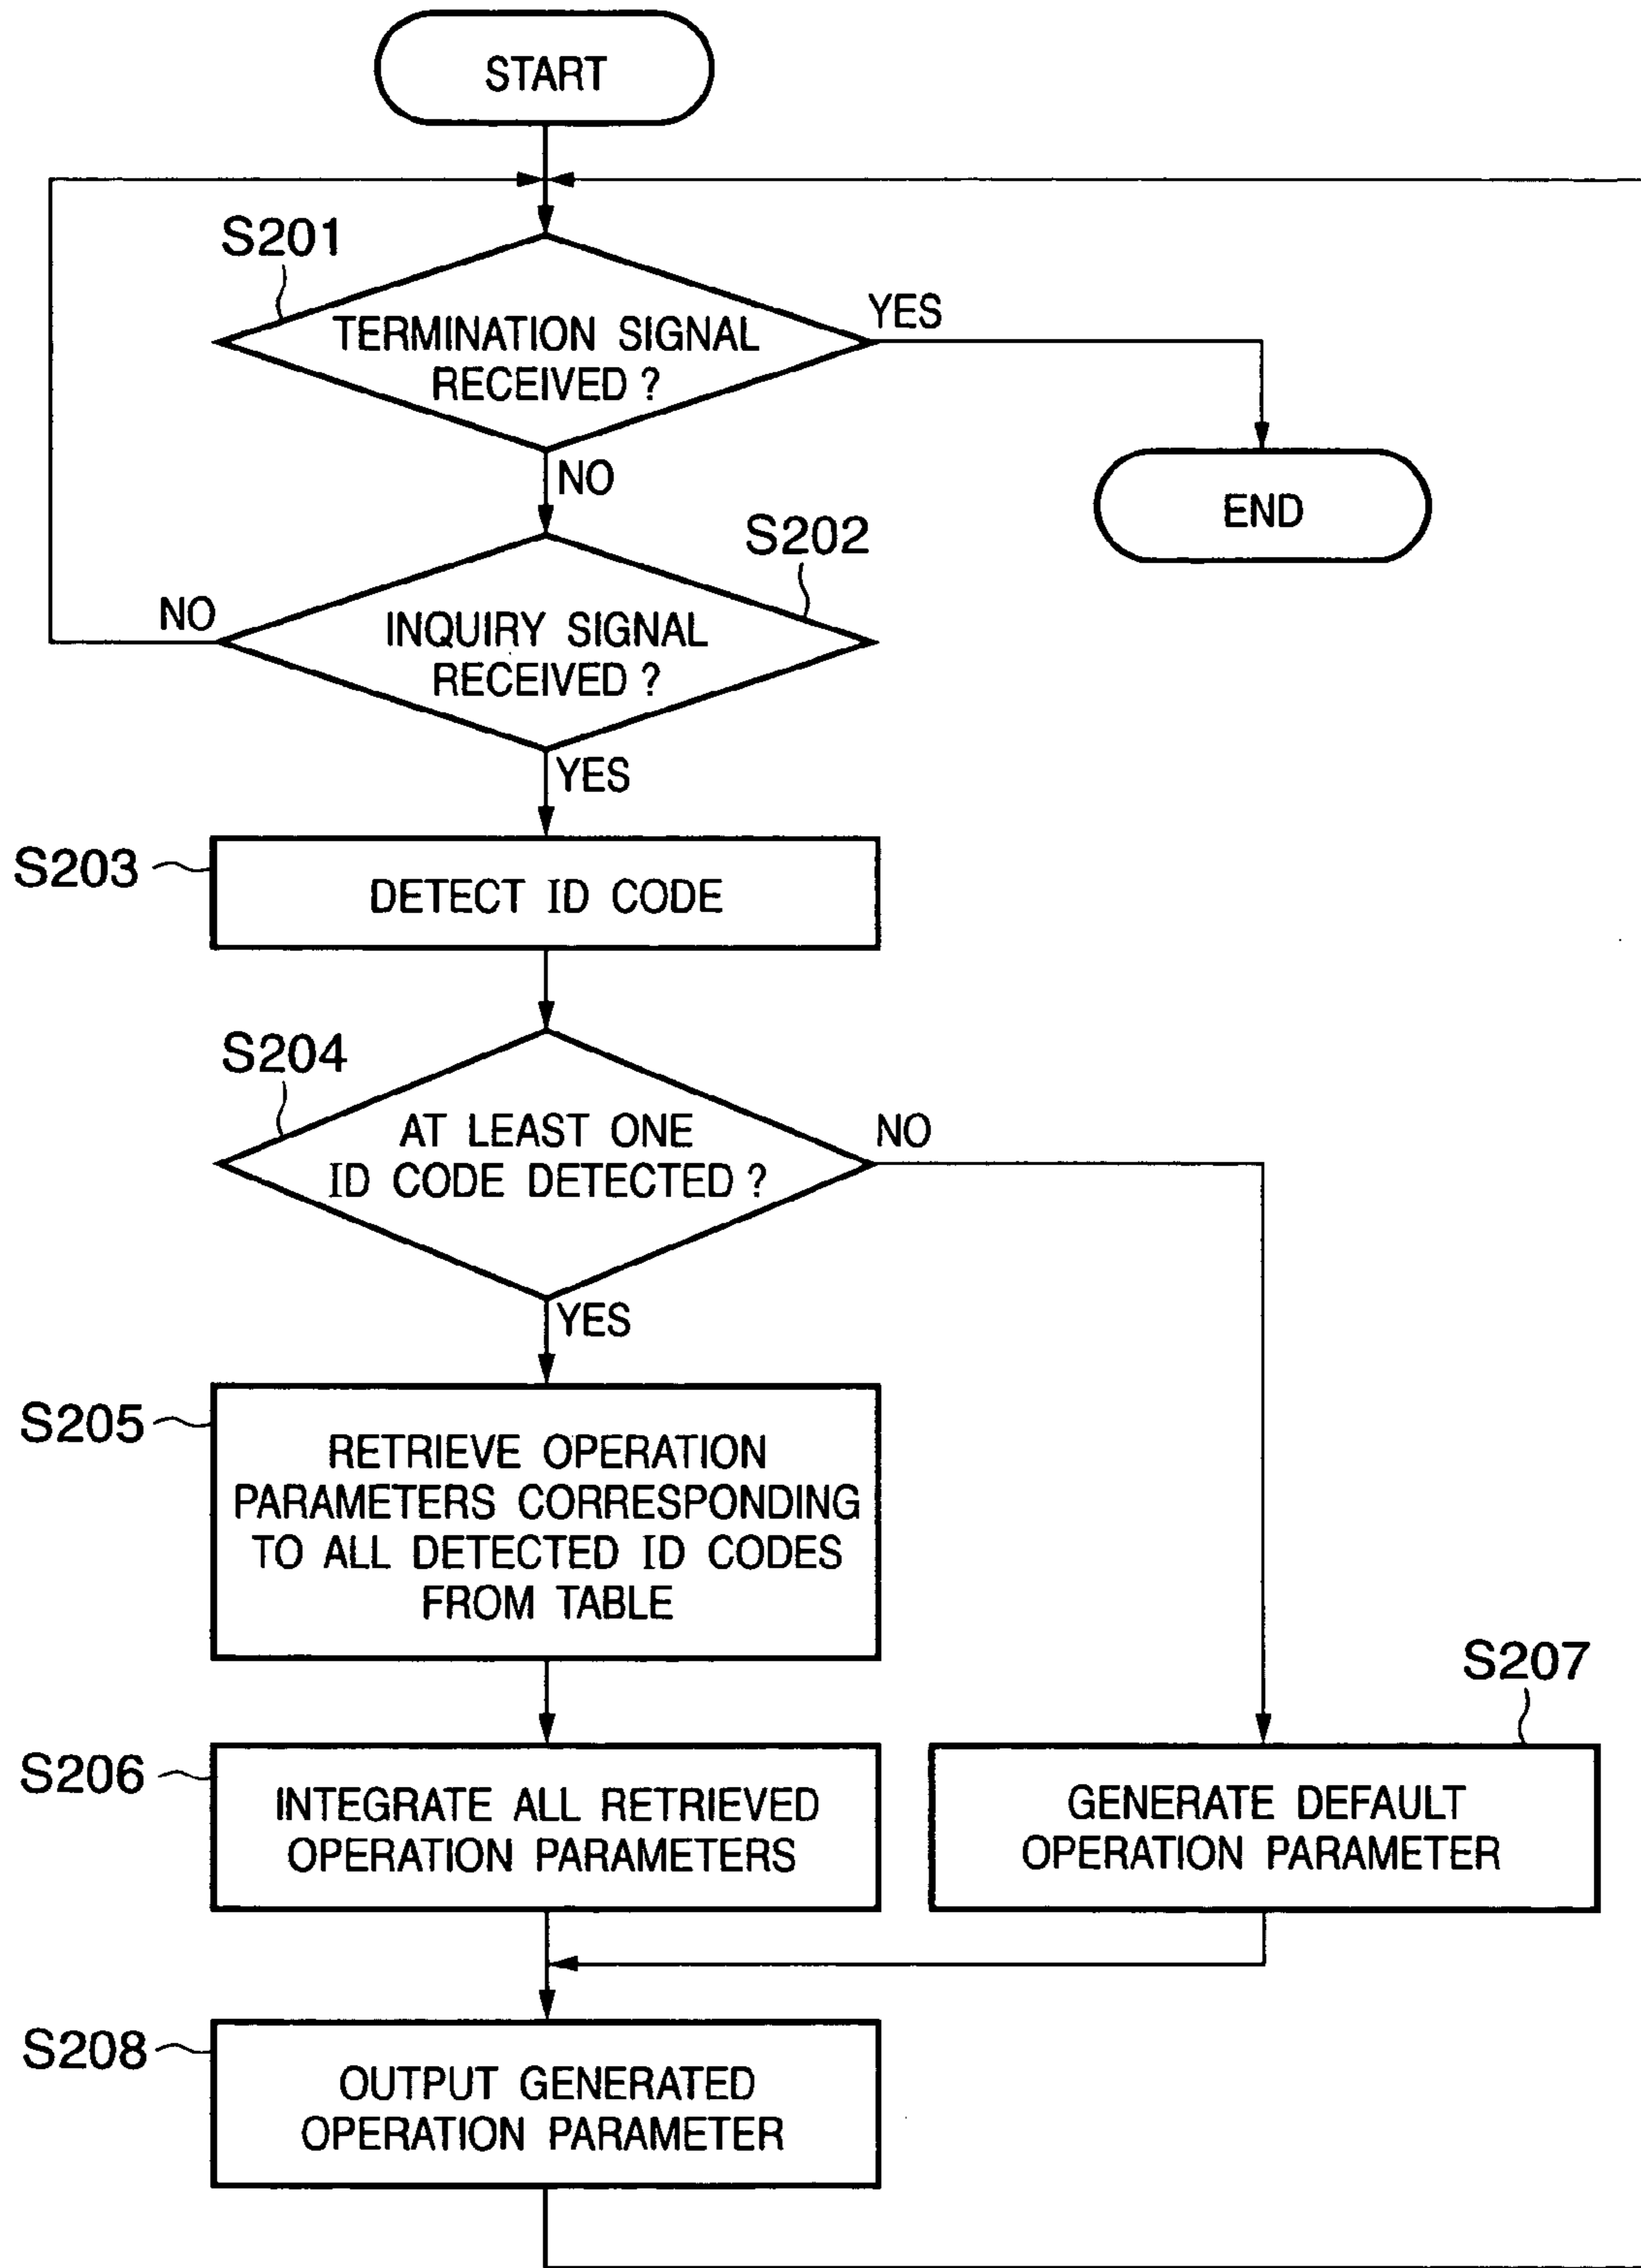 START
S201
TERMINATION SIGNAL
RECEIVED ?
YES
NO
END
S202
INQUIRY SIGNAL
RECEIVED ?
NO
YES
S203
DETECT ID CODE
S204
AT LEAST ONE
ID CODE DETECTED ?
NO
YES
S205
RETRIEVE OPERATION
PARAMETERS CORRESPONDING
TO ALL DETECTED ID CODES
FROM TABLE
S206
INTEGRATE ALL RETRIEVED
OPERATION PARAMETERS
S207
GENERATE DEFAULT
OPERATION PARAMETER
S208
OUTPUT GENERATED
OPERATION PARAMETER